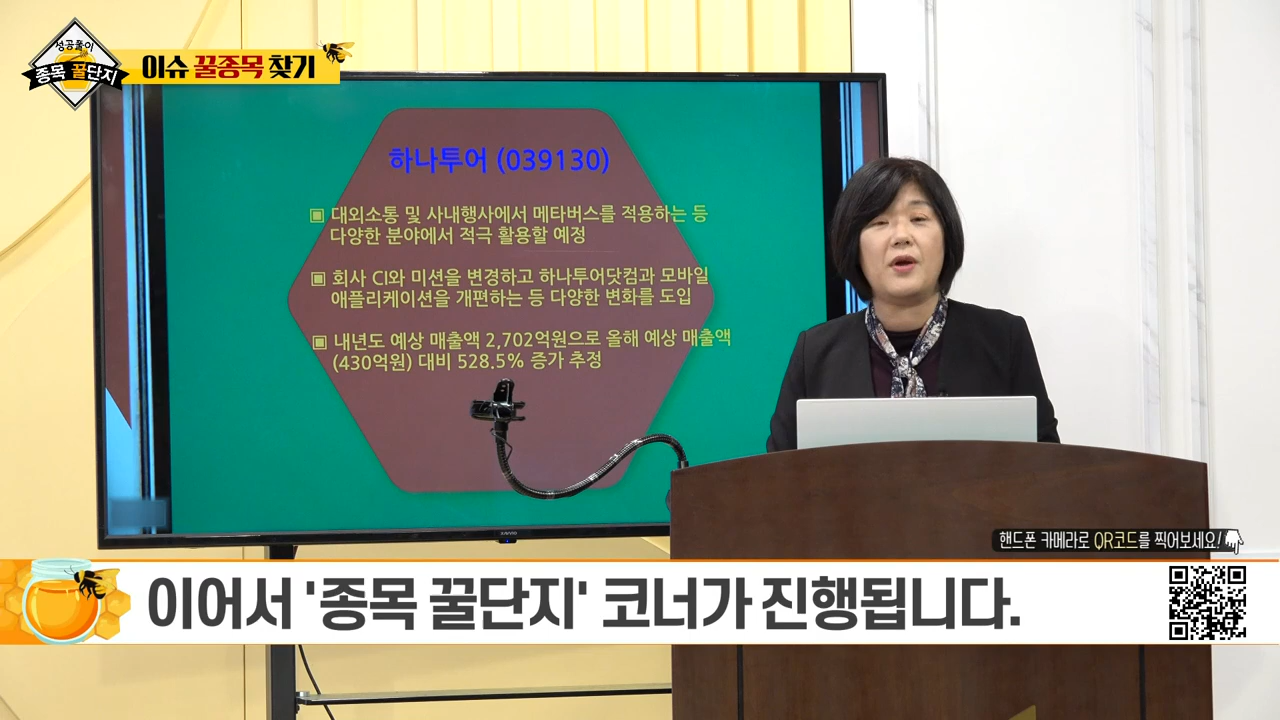 성공풀이
종목 꿀단지
이슈 꿀종목 찾기
하나투어 (039130)
▣ 대외소통 및 사내행사에서 메타버스를 적용하는 등
다양한 분야에서 적극 활용할 예정
▣ 회사 CI와 미션을 변경하고 하나투어닷컴과 모바일
애플리케이션을 개편하는 등 다양한 변화를 도입
▣ 내년도 예상 매출액 2,702억원으로 올해 예상 매출액
(430억원) 대비 528.5% 증가 추정
핸드폰 카메라로 QR코드를 찍어보세요!
이어서 '종목 꿀단지' 코너가 진행됩니다.